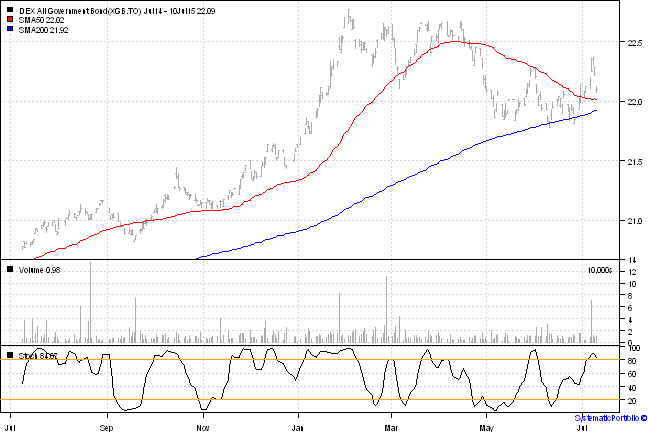 DEX All Government Bond(XGB.TO) Jul14 - 16Jul15 22.09
SMA50 22.02
SMA200 21.92
22.5
22.0
21.5
21.0
Volume 0.98
10,000s
14
12
10
8
6
4
2
0
100
80
60
40
20
Jul Sep Nov Jan Mar May Jul
SystematicPortfolio ©